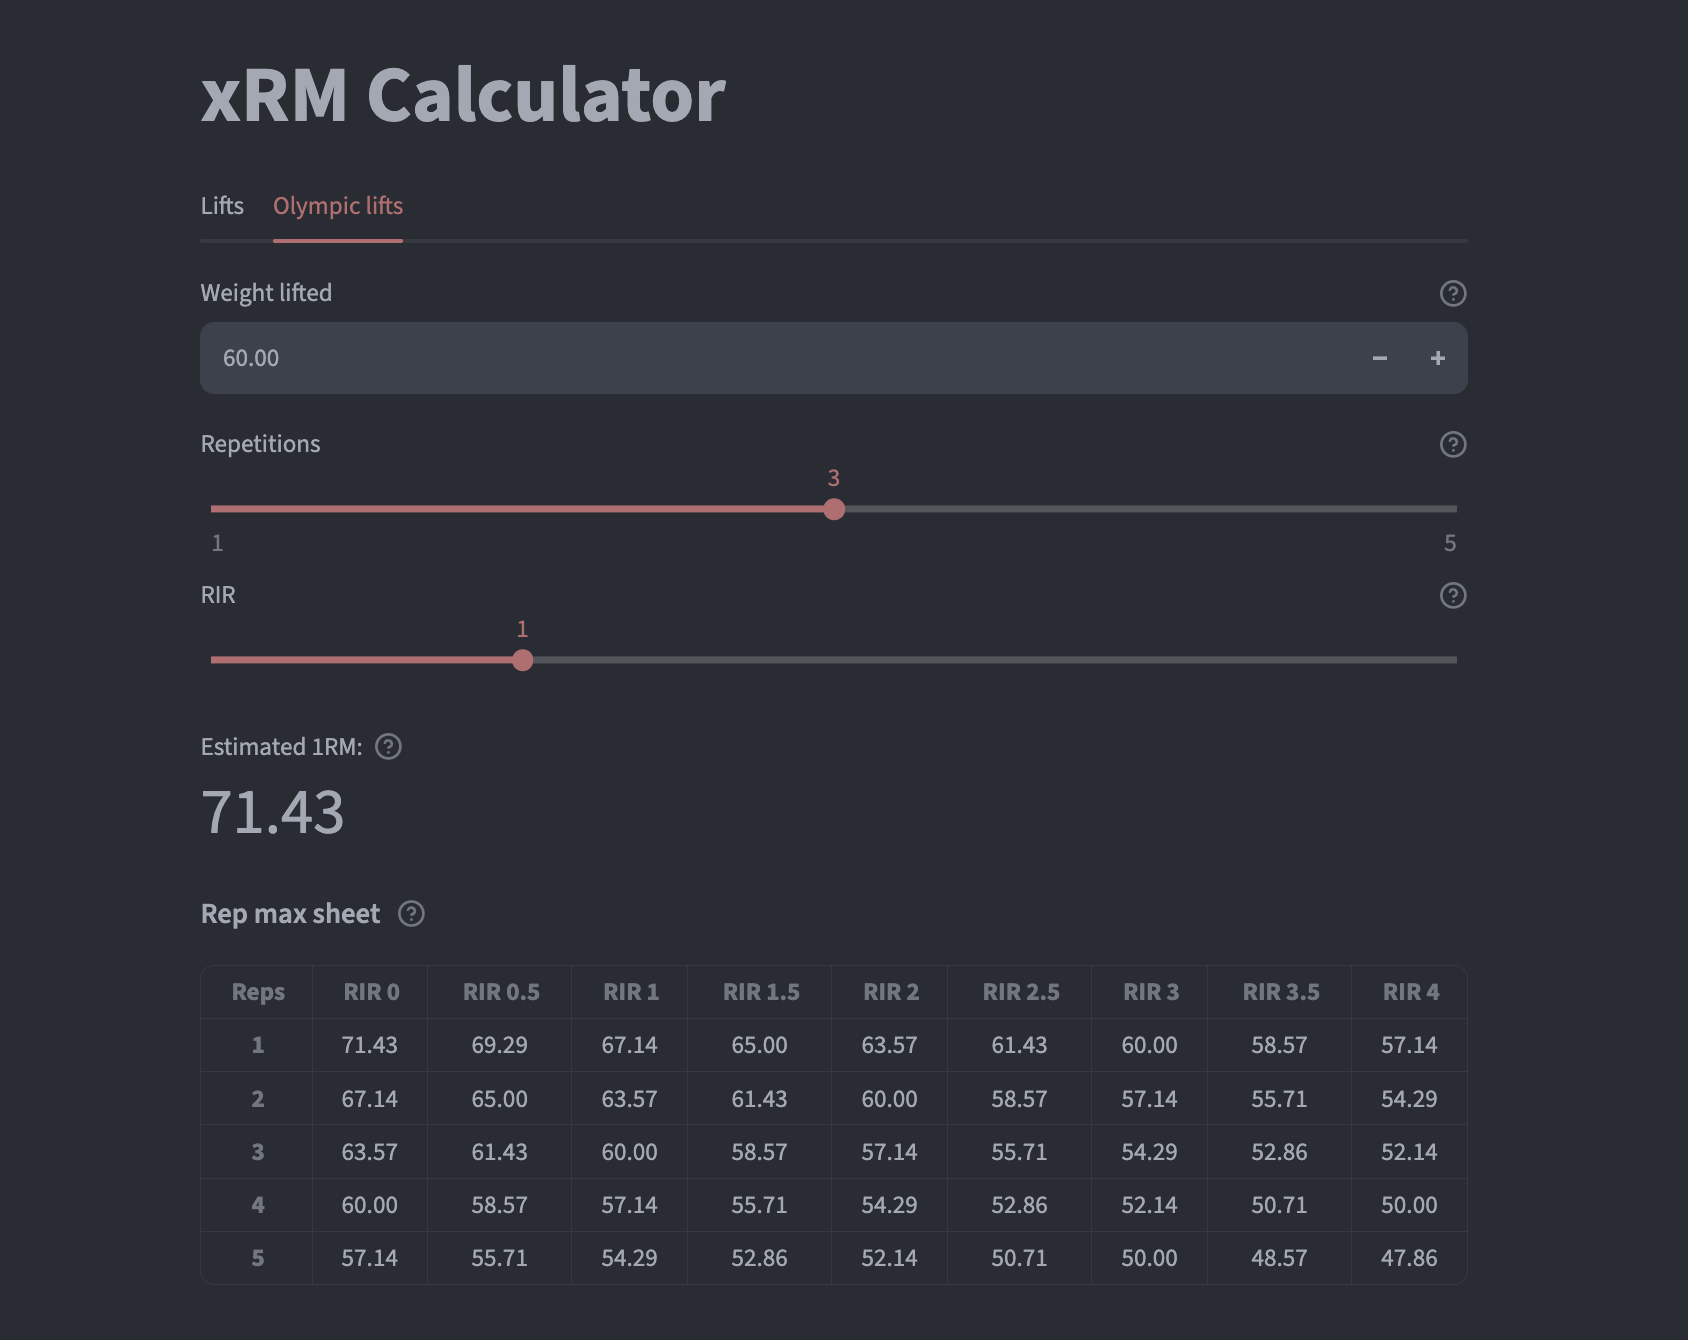 xRM Calculator
Lifts Olympic lifts
Weight lifted
60.00 − +
Repetitions
3
1 5
RIR
1
Estimated 1RM:
71.43
Rep max sheet
Reps RIR 0 RIR 0.5 RIR 1 RIR 1.5 RIR 2 RIR 2.5 RIR 3 RIR 3.5 RIR 4
1 71.43 69.29 67.14 65.00 63.57 61.43 60.00 58.57 57.14
2 67.14 65.00 63.57 61.43 60.00 58.57 57.14 55.71 54.29
3 63.57 61.43 60.00 58.57 57.14 55.71 54.29 52.86 52.14
4 60.00 58.57 57.14 55.71 54.29 52.86 52.14 50.71 50.00
5 57.14 55.71 54.29 52.86 52.14 50.71 50.00 48.57 47.86